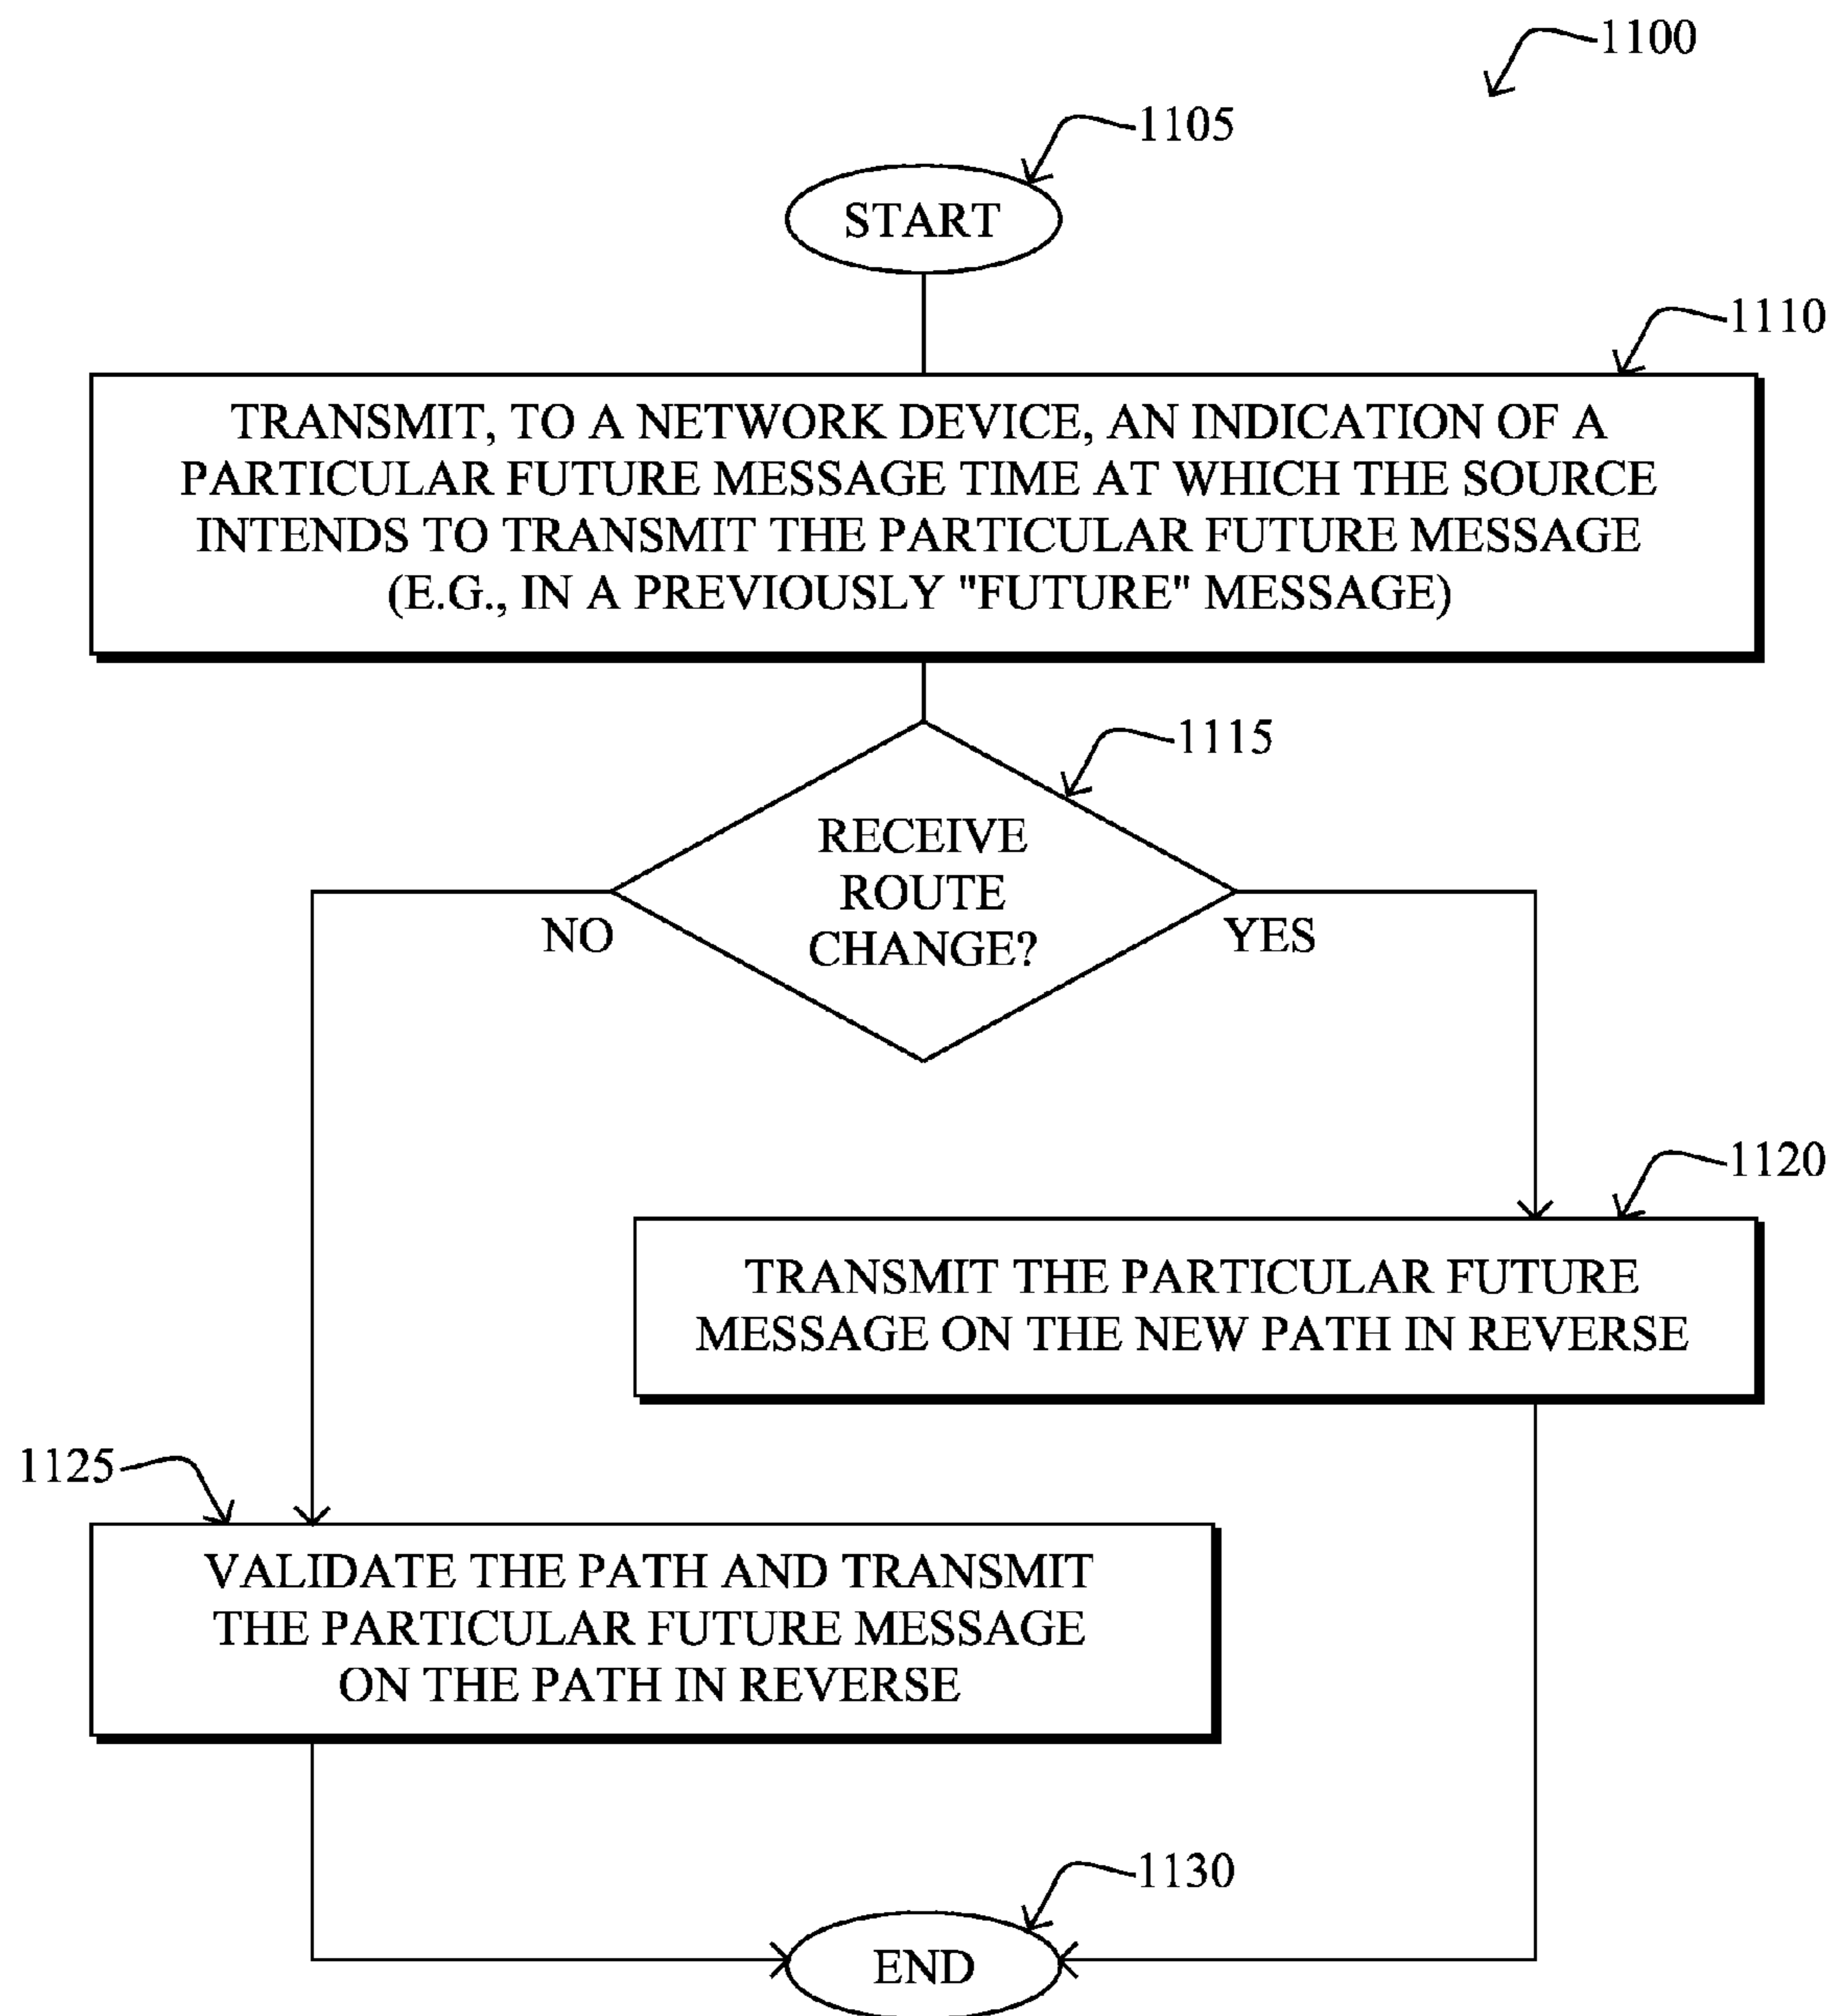 1100
1105
START
1110
TRANSMIT, TO A NETWORK DEVICE, AN INDICATION OF A
PARTICULAR FUTURE MESSAGE TIME AT WHICH THE SOURCE
INTENDS TO TRANSMIT THE PARTICULAR FUTURE MESSAGE
(E.G., IN A PREVIOUSLY "FUTURE" MESSAGE)
1115
RECEIVE
ROUTE
CHANGE?
NO
YES
1120
TRANSMIT THE PARTICULAR FUTURE
MESSAGE ON THE NEW PATH IN REVERSE
1125
VALIDATE THE PATH AND TRANSMIT
THE PARTICULAR FUTURE MESSAGE
ON THE PATH IN REVERSE
1130
END